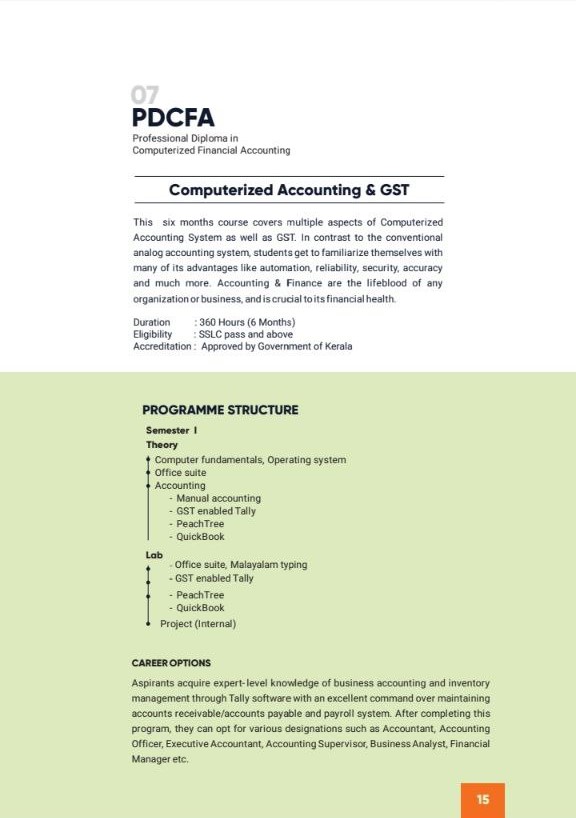 07
PDCFA
Professional Diploma in
Computerized Financial Accounting
Computerized Accounting & GST
This six months course covers multiple aspects of Computerized
Accounting System as well as GST. In contrast to the conventional
analog accounting system, students get to familiarize themselves with
many of its advantages like automation, reliability, security, accuracy
and much more. Accounting & Finance are the lifeblood of any
organization or business, and is crucial to its financial health.
Duration : 360 Hours (6 Months)
Eligibility : SSLC pass and above
Accreditation : Approved by Government of Kerala
PROGRAMME STRUCTURE
Semester I
Theory
Computer fundamentals, Operating system
Office suite
Accounting
- Manual accounting
- GST enabled Tally
- PeachTree
- QuickBook
Lab
- Office suite, Malayalam typing
- GST enabled Tally
- PeachTree
- QuickBook
Project (Internal)
CAREER OPTIONS
Aspirants acquire expert-level knowledge of business accounting and inventory
management through Tally software with an excellent command over maintaining
accounts receivable/accounts payable and payroll system. After completing this
program, they can opt for various designations such as Accountant, Accounting
Officer, Executive Accountant, Accounting Supervisor, Business Analyst, Financial
Manager etc.
15